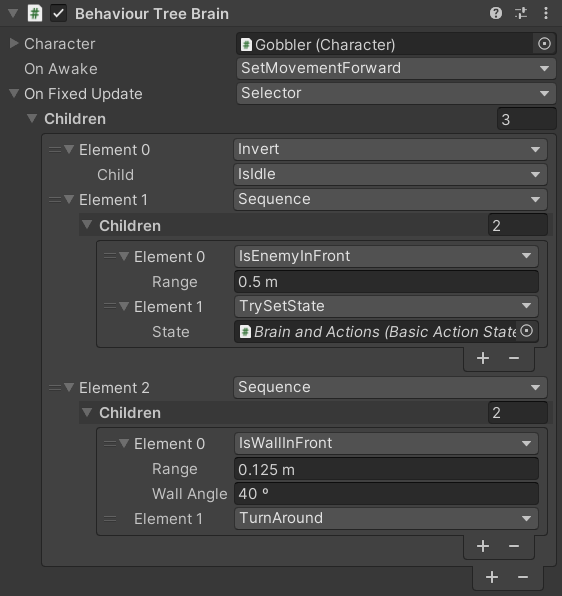 Behaviour Tree Brain
Character Gobbler (Character)
On Awake SetMovementForward
On Fixed Update Selector
Children 3
Element 0 Invert
Child IsIdle
Element 1 Sequence
Children 2
Element 0 IsEnemyInFront
Range 0.5 m
Element 1 TrySetState
State Brain and Actions (Basic Action State
+ −
Element 2 Sequence
Children 2
Element 0 IsWallInFront
Range 0.125 m
Wall Angle 40 º
Element 1 TurnAround
+ −
+ −